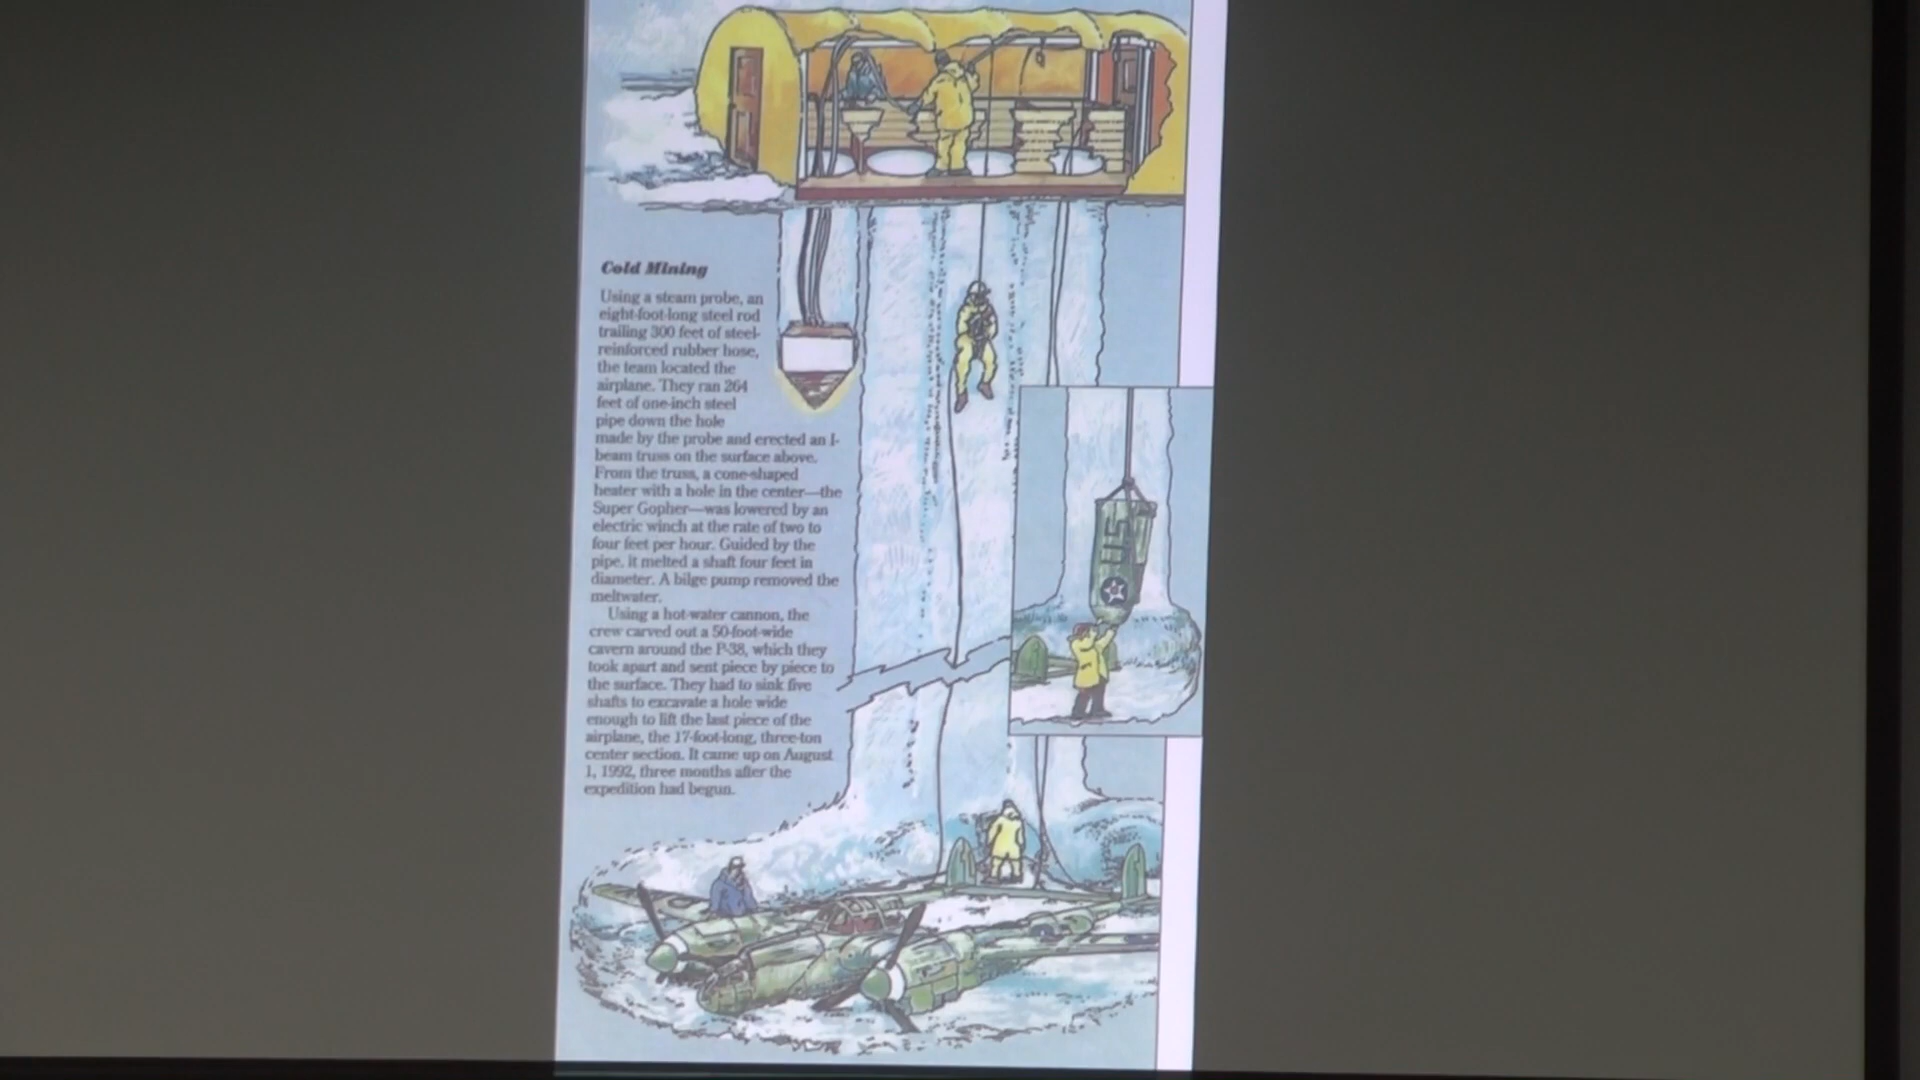 Cold Mining
Using a steam probe, an
eight-foot-long steel rod
trailing 300 feet of steel-
reinforced rubber hose,
the team located the
airplane. They ran 264
feet of one-inch steel
pipe down the hole
made by the probe and erected an I-
beam truss on the surface above.
From the truss, a cone-shaped
heater with a hole in the center—the
Super Gopher—was lowered by an
electric winch at the rate of two to
four feet per hour. Guided by the
pipe, it melted a shaft four feet in
diameter. A bilge pump removed the
meltwater.
Using a hot-water cannon, the
crew carved out a 50-foot-wide
cavern around the P-38, which they
took apart and sent piece by piece to
the surface. They had to sink five
shafts to excavate a hole wide
enough to lift the last piece of the
airplane, the 17-foot-long, three-ton
center section. It came up on August
1, 1992, three months after the
expedition had begun.
US